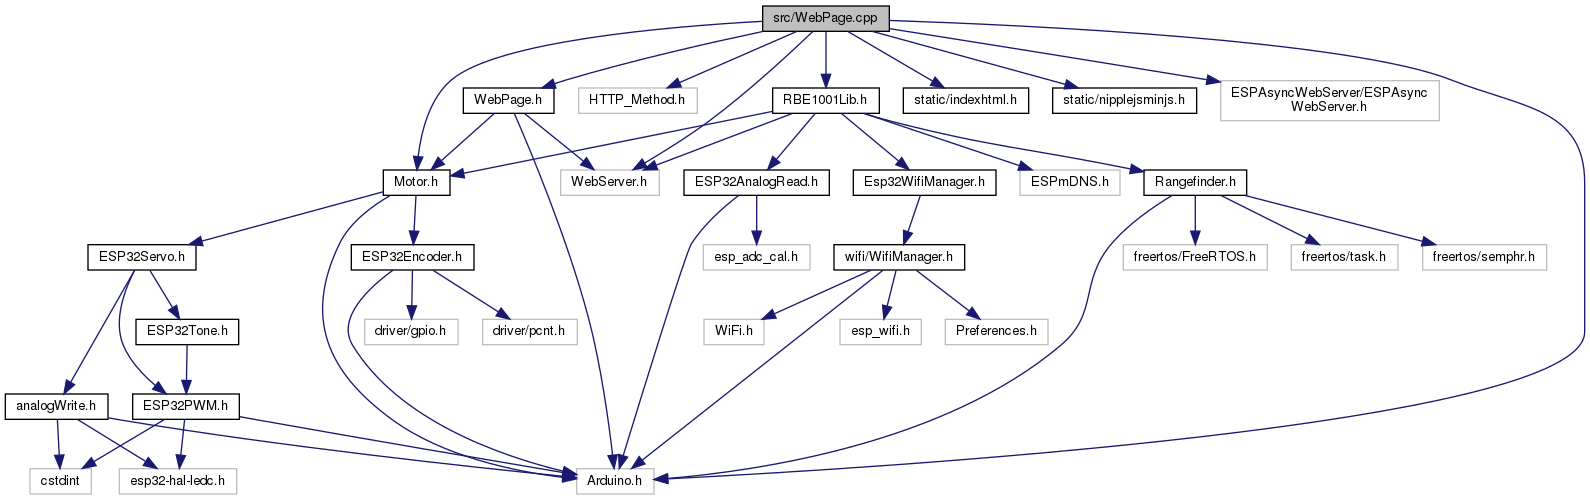 src/WebPage.cpp
WebPage.h
HTTP_Method.h
RBE1001Lib.h
static/indexhtml.h
static/nipplejsminjs.h
ESPAsyncWebServer/ESPAsync
WebServer.h
Motor.h
WebServer.h
ESP32AnalogRead.h
Esp32WifiManager.h
ESPmDNS.h
Rangefinder.h
ESP32Servo.h
ESP32Encoder.h
esp_adc_cal.h
wifi/WifiManager.h
freertos/FreeRTOS.h
freertos/task.h
freertos/semphr.h
ESP32Tone.h
driver/gpio.h
driver/pcnt.h
WiFi.h
esp_wifi.h
Preferences.h
analogWrite.h
ESP32PWM.h
cstdint
esp32-hal-ledc.h
Arduino.h